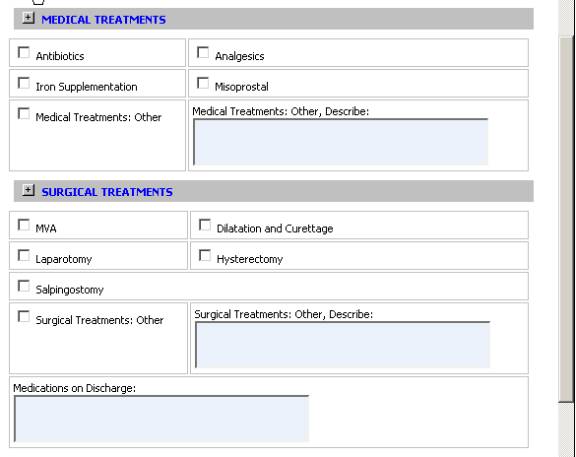 MEDICAL TREATMENTS
Antibiotics
Analgesics
Iron Supplementation
Misoprostal
Medical Treatments: Other
Medical Treatments: Other, Describe:
SURGICAL TREATMENTS
MVA
Dilatation and Curettage
Laparotomy
Hysterectomy
Salpingostomy
Surgical Treatments: Other
Surgical Treatments: Other, Describe:
Medications on Discharge: